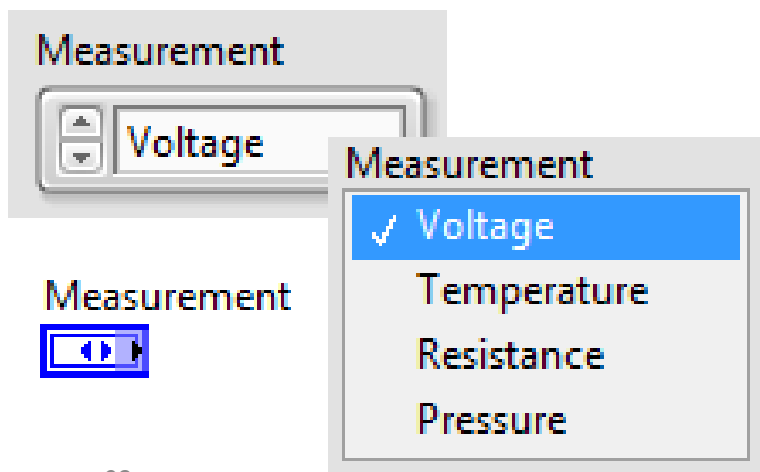 Measurement
Voltage
Measurement
Voltage
Temperature
Resistance
Pressure
Measurement